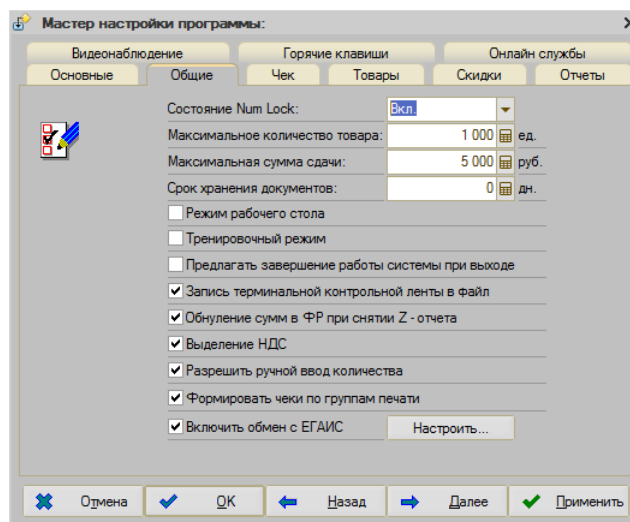 Мастер настройки программы:
Видеонаблюдение Горячие клавиши Онлайн службы
Основные Общие Чек Товары Скидки Отчеты
Состояние Num Lock: Вкл.
Максимальное количество товара: 1 000 ед.
Максимальная сумма сдачи: 5 000 руб.
Срок хранения документов: 0 дн.
Режим рабочего стола
Тренировочный режим
Предлагать завершение работы системы при выходе
Запись терминальной контрольной ленты в файл
Обнуление сумм в ФР при снятии Z - отчета
Выделение НДС
Разрешить ручной ввод количества
Формировать чеки по группам печати
Включить обмен с ЕГАИС Настроить...
Отмена OK Назад Далее Применить